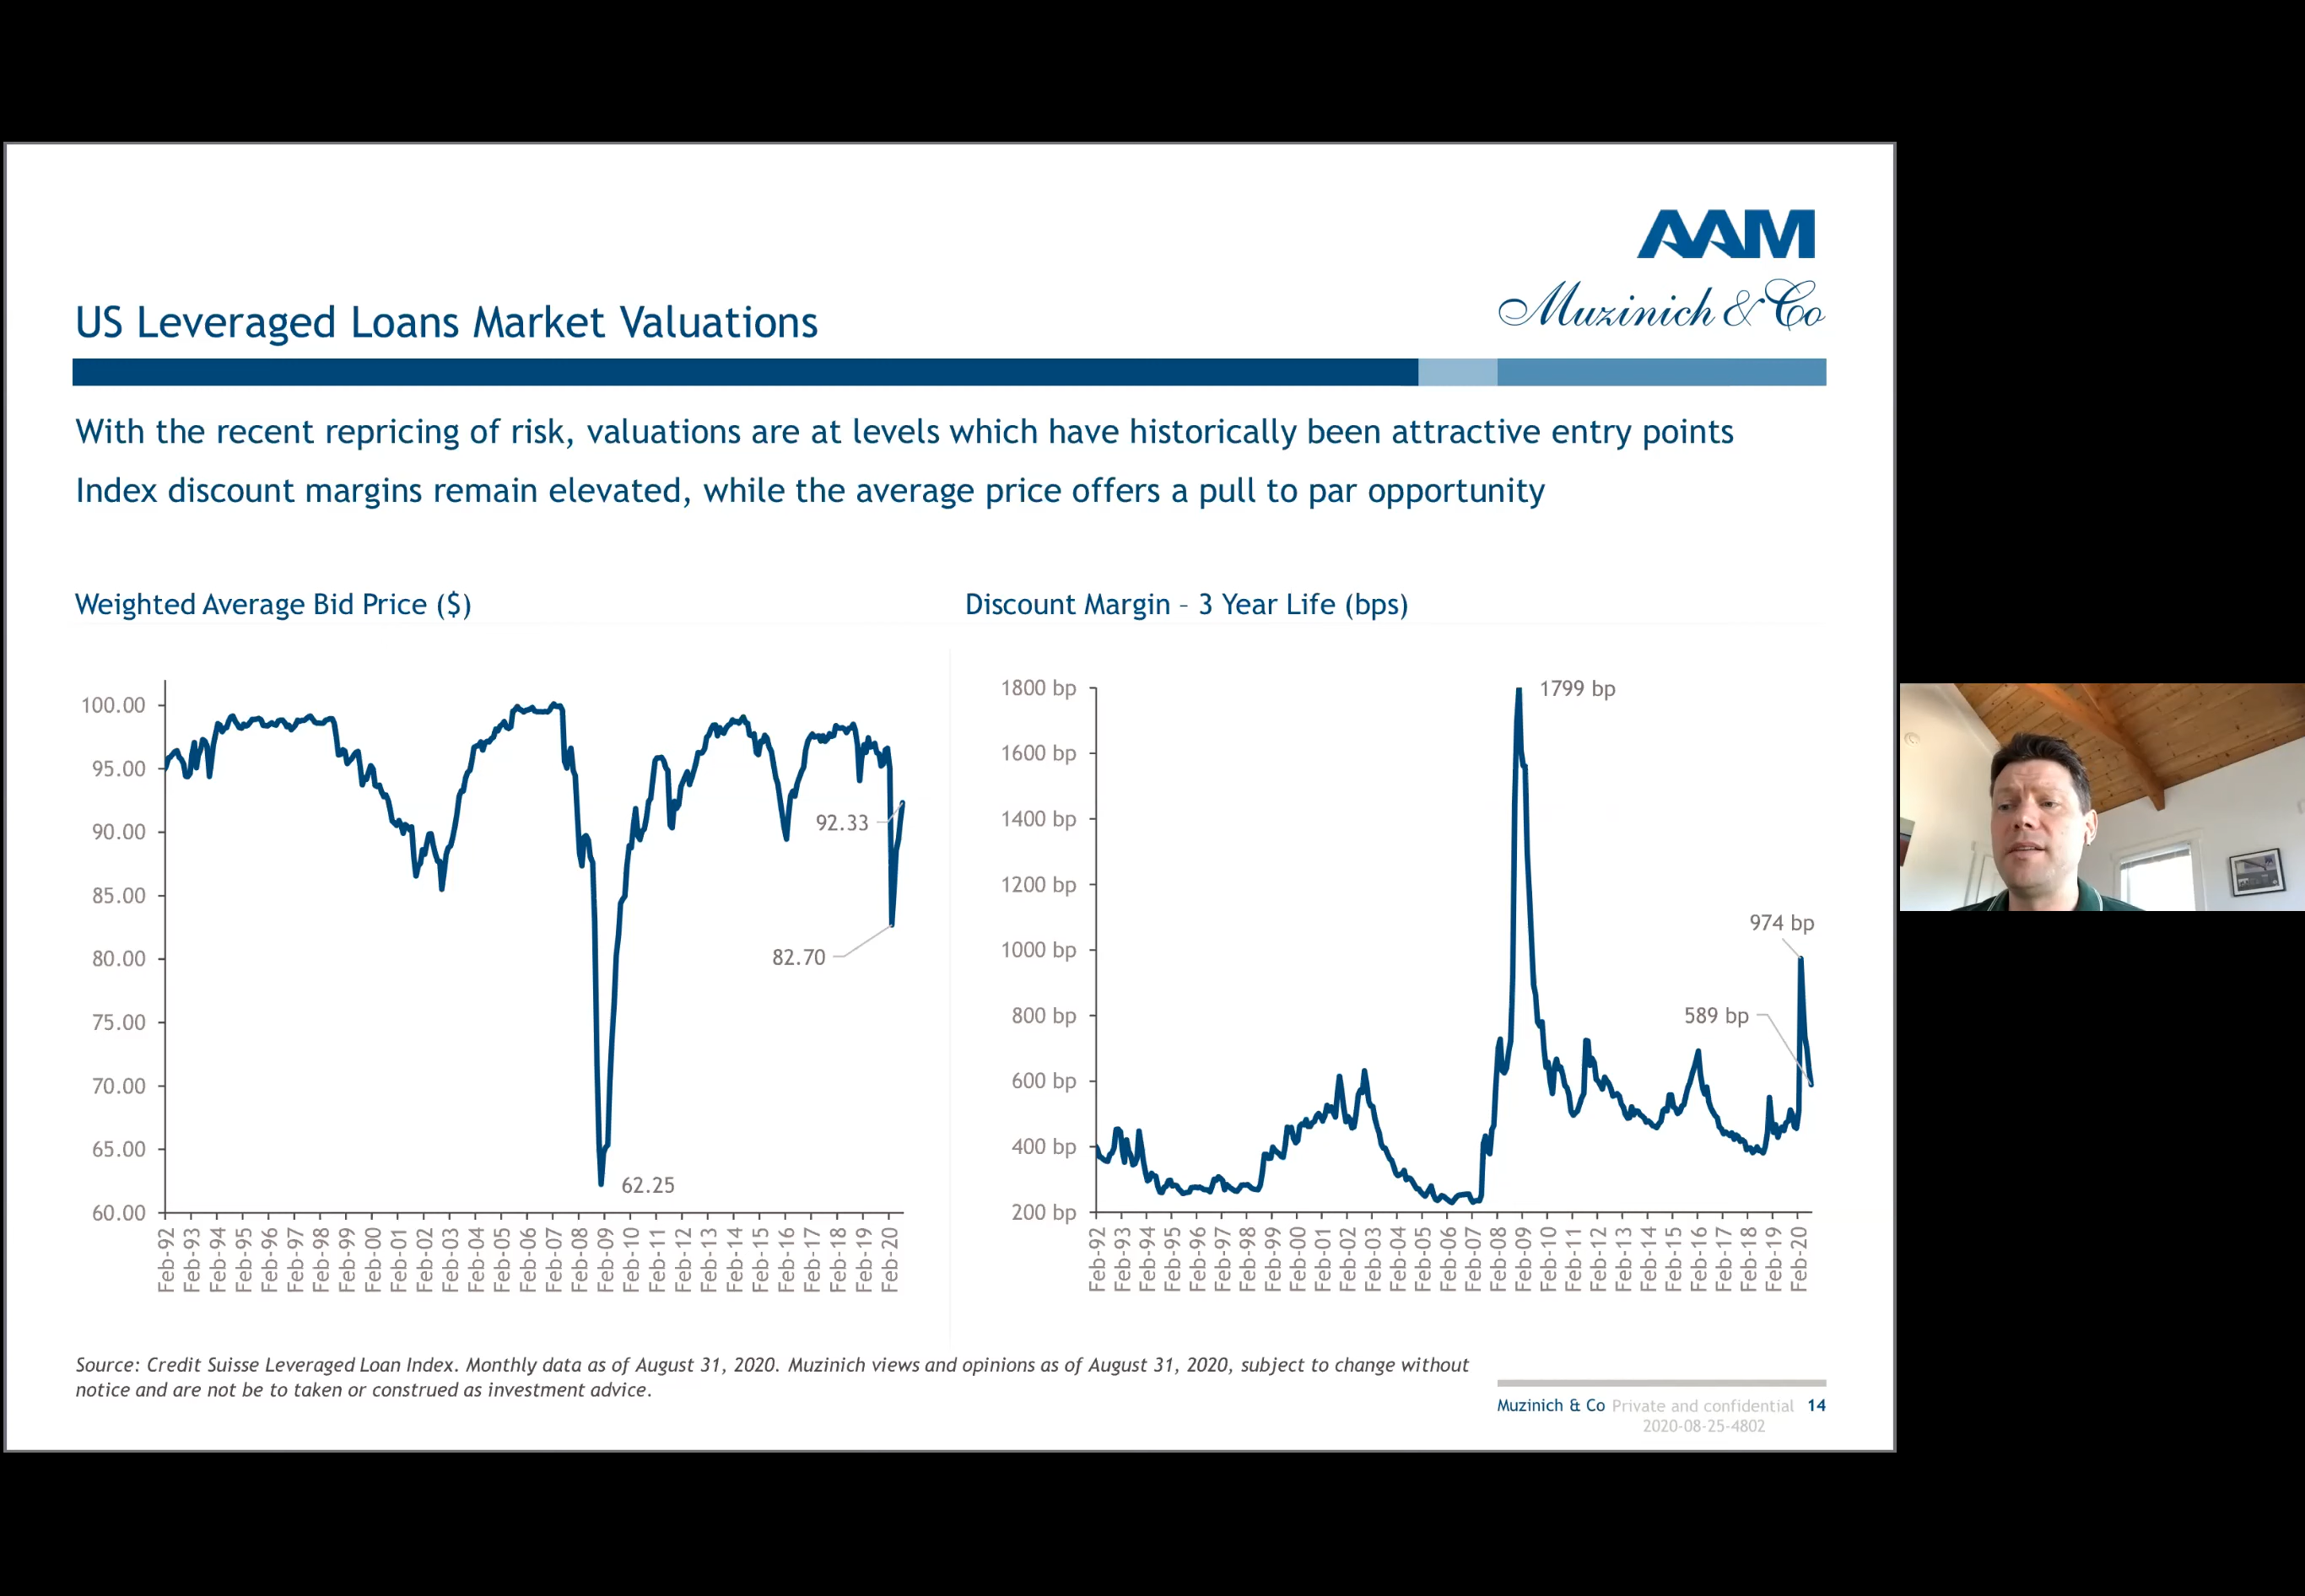 AAM
Muzinich & Co
US Leveraged Loans Market Valuations
With the recent repricing of risk, valuations are at levels which have historically been attractive entry points
Index discount margins remain elevated, while the average price offers a pull to par opportunity
Weighted Average Bid Price ($)
100.00
95.00
90.00
85.00
80.00
75.00
70.00
65.00
60.00
92.33
82.70
62.25
Feb-92
Feb-93
Feb-94
Feb-95
Feb-96
Feb-97
Feb-98
Feb-99
Feb-00
Feb-01
Feb-02
Feb-03
Feb-04
Feb-05
Feb-06
Feb-07
Feb-08
Feb-09
Feb-10
Feb-11
Feb-12
Feb-13
Feb-14
Feb-15
Feb-16
Feb-17
Feb-18
Feb-19
Feb-20
Discount Margin – 3 Year Life (bps)
1800 bp
1600 bp
1400 bp
1200 bp
1000 bp
800 bp
600 bp
400 bp
200 bp
1799 bp
974 bp
589 bp
Feb-92
Feb-93
Feb-94
Feb-95
Feb-96
Feb-97
Feb-98
Feb-99
Feb-00
Feb-01
Feb-02
Feb-03
Feb-04
Feb-05
Feb-06
Feb-07
Feb-08
Feb-09
Feb-10
Feb-11
Feb-12
Feb-13
Feb-14
Feb-15
Feb-16
Feb-17
Feb-18
Feb-19
Feb-20
Source: Credit Suisse Leveraged Loan Index. Monthly data as of August 31, 2020. Muzinich views and opinions as of August 31, 2020, subject to change without
notice and are not be to taken or construed as investment advice.
Muzinich & Co Private and confidential 14
2020-08-25-4802